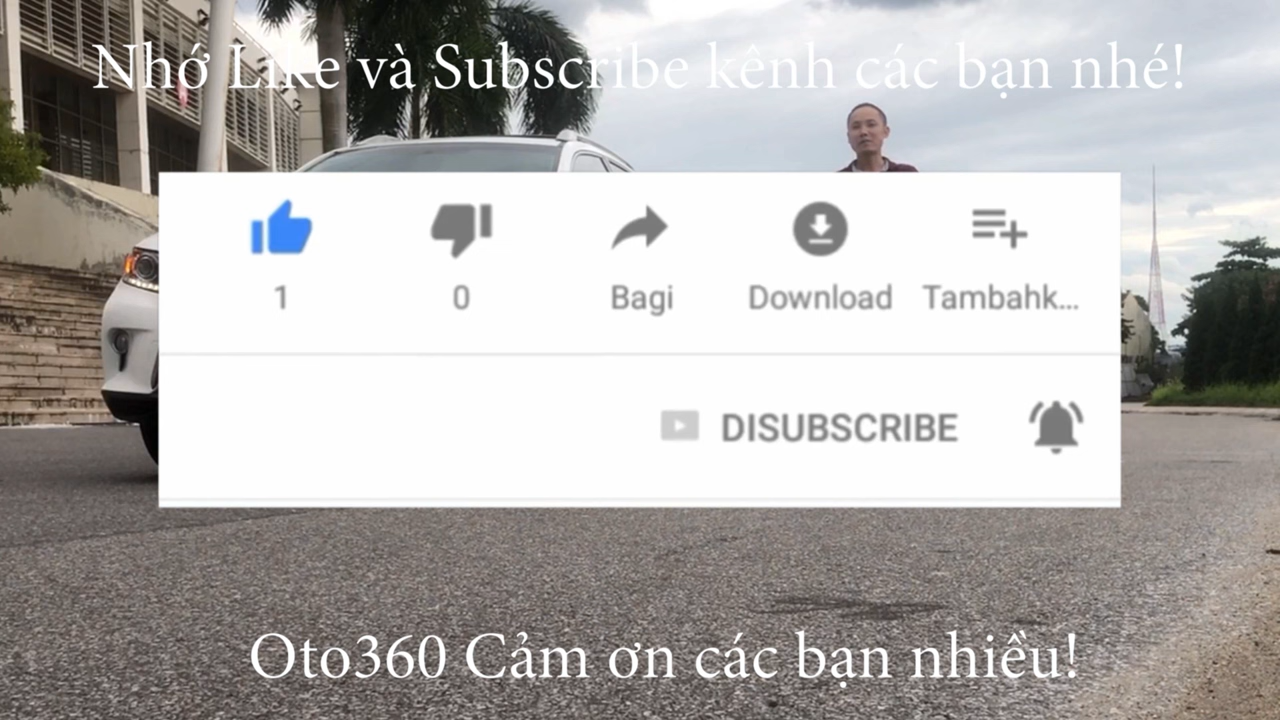 Nhớ Like và Subscribe kênh các bạn nhé!
1 0 Bagi Download Tambahk...
DISUBSCRIBE
Oto360 Cảm ơn các bạn nhiều!